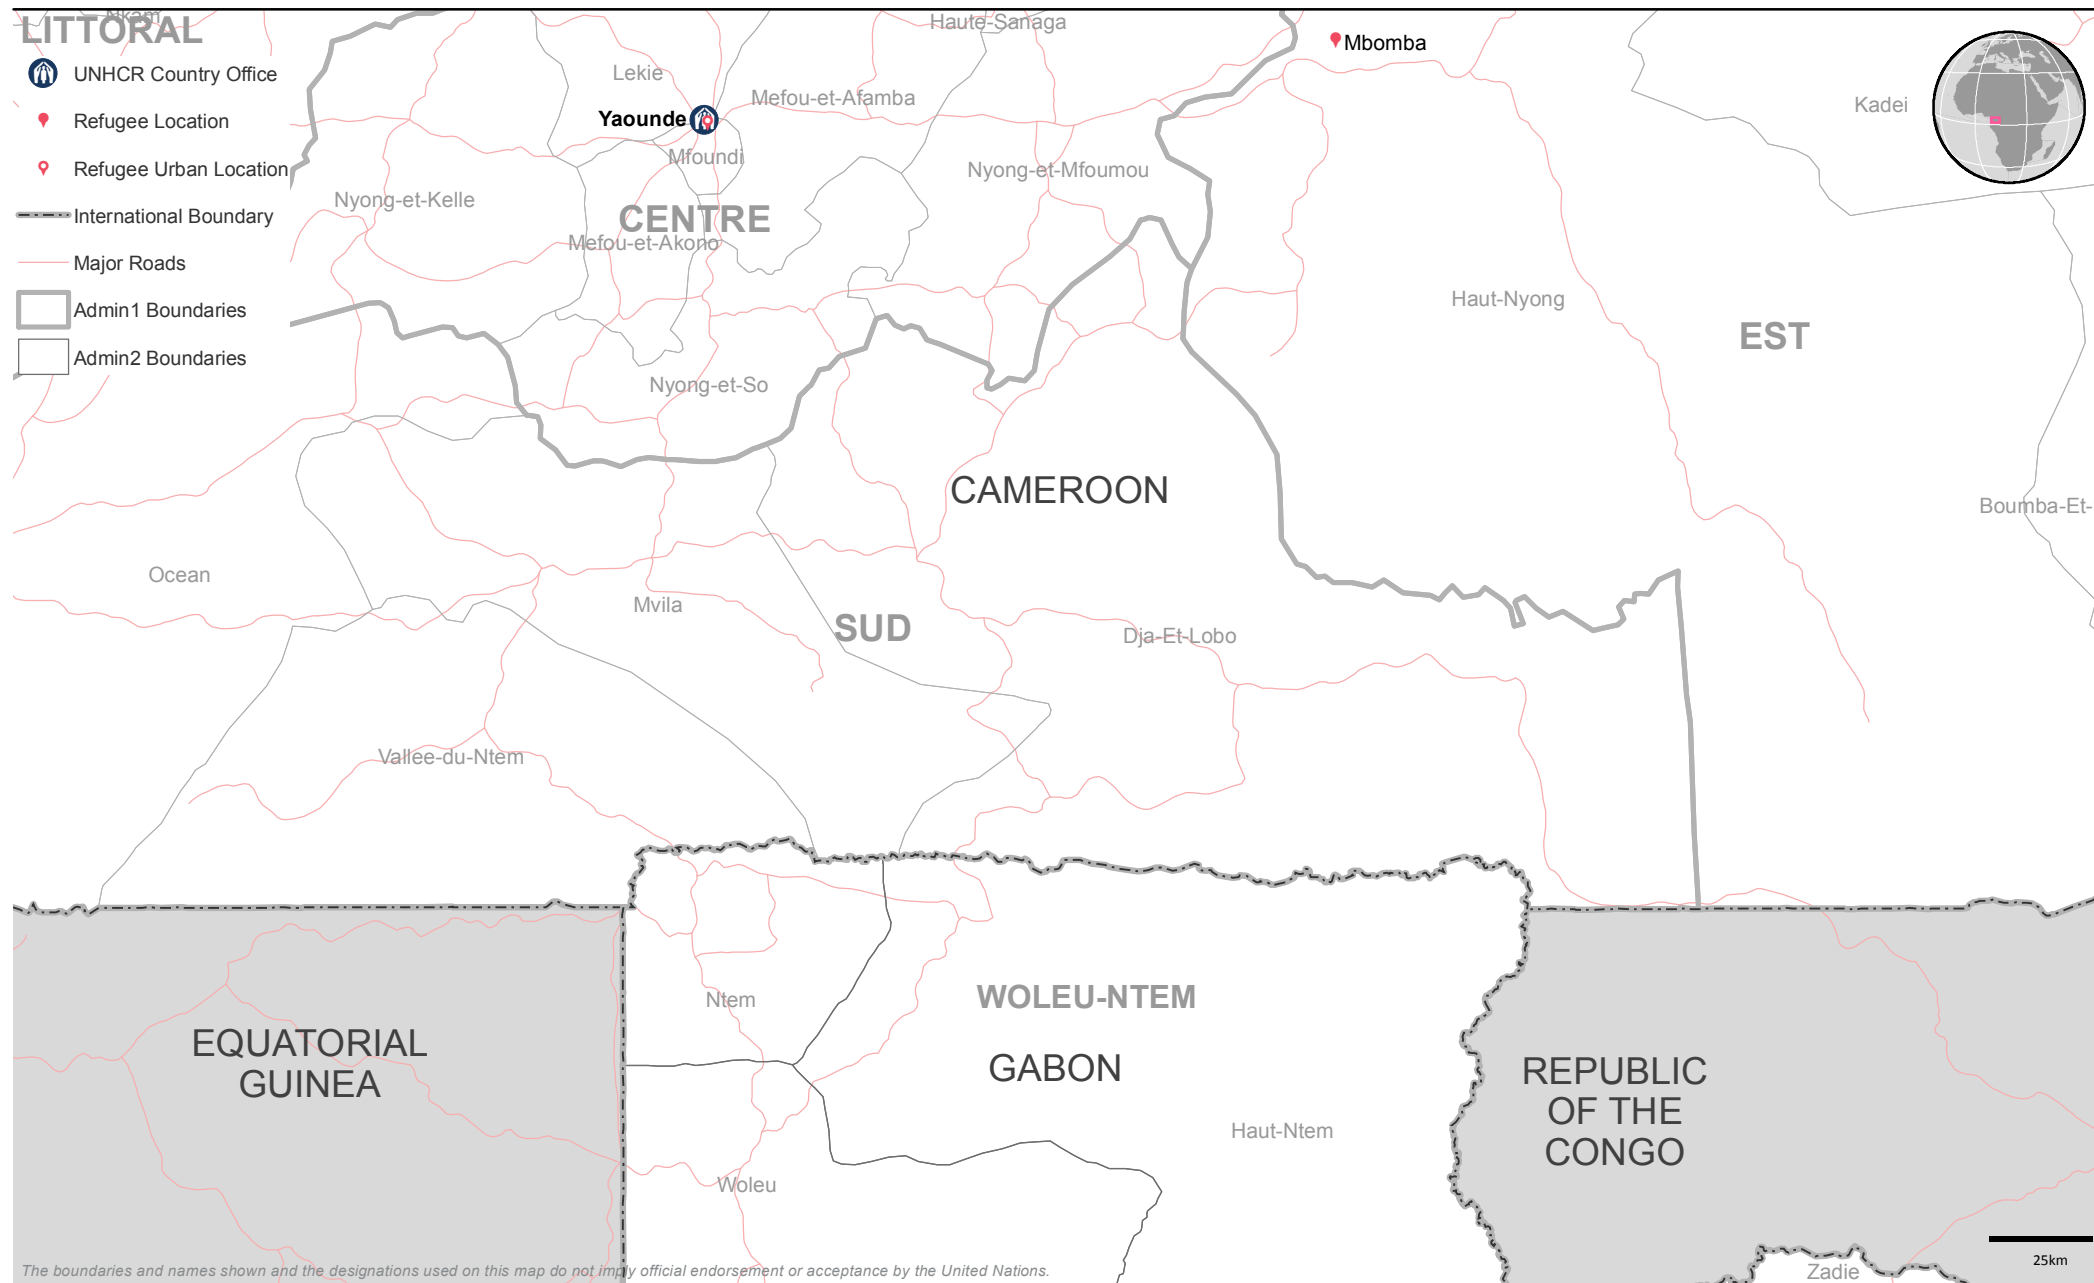 Nkam
LITTORAL
UNHCR Country Office
Refugee Location
Refugee Urban Location
International Boundary
Major Roads
Admin1 Boundaries
Admin2 Boundaries
Haute-Sanaga
Mbomba
Lekie
Mefou-et-Afamba
Kadei
Yaounde
Mfoundi
Nyong-et-Mfoumou
Nyong-et-Kelle
CENTRE
Mefou-et-Akono
Haut-Nyong
EST
Nyong-et-So
CAMEROON
Boumba-Et-
Ocean
Mvila
SUD
Dja-Et-Lobo
Vallee-du-Ntem
Ntem
WOLEU-NTEM
EQUATORIAL
GUINEA
GABON
REPUBLIC
OF THE
CONGO
Haut-Ntem
Woleu
25km
Zadie
The boundaries and names shown and the designations used on this map do not imply official endorsement or acceptance by the United Nations.